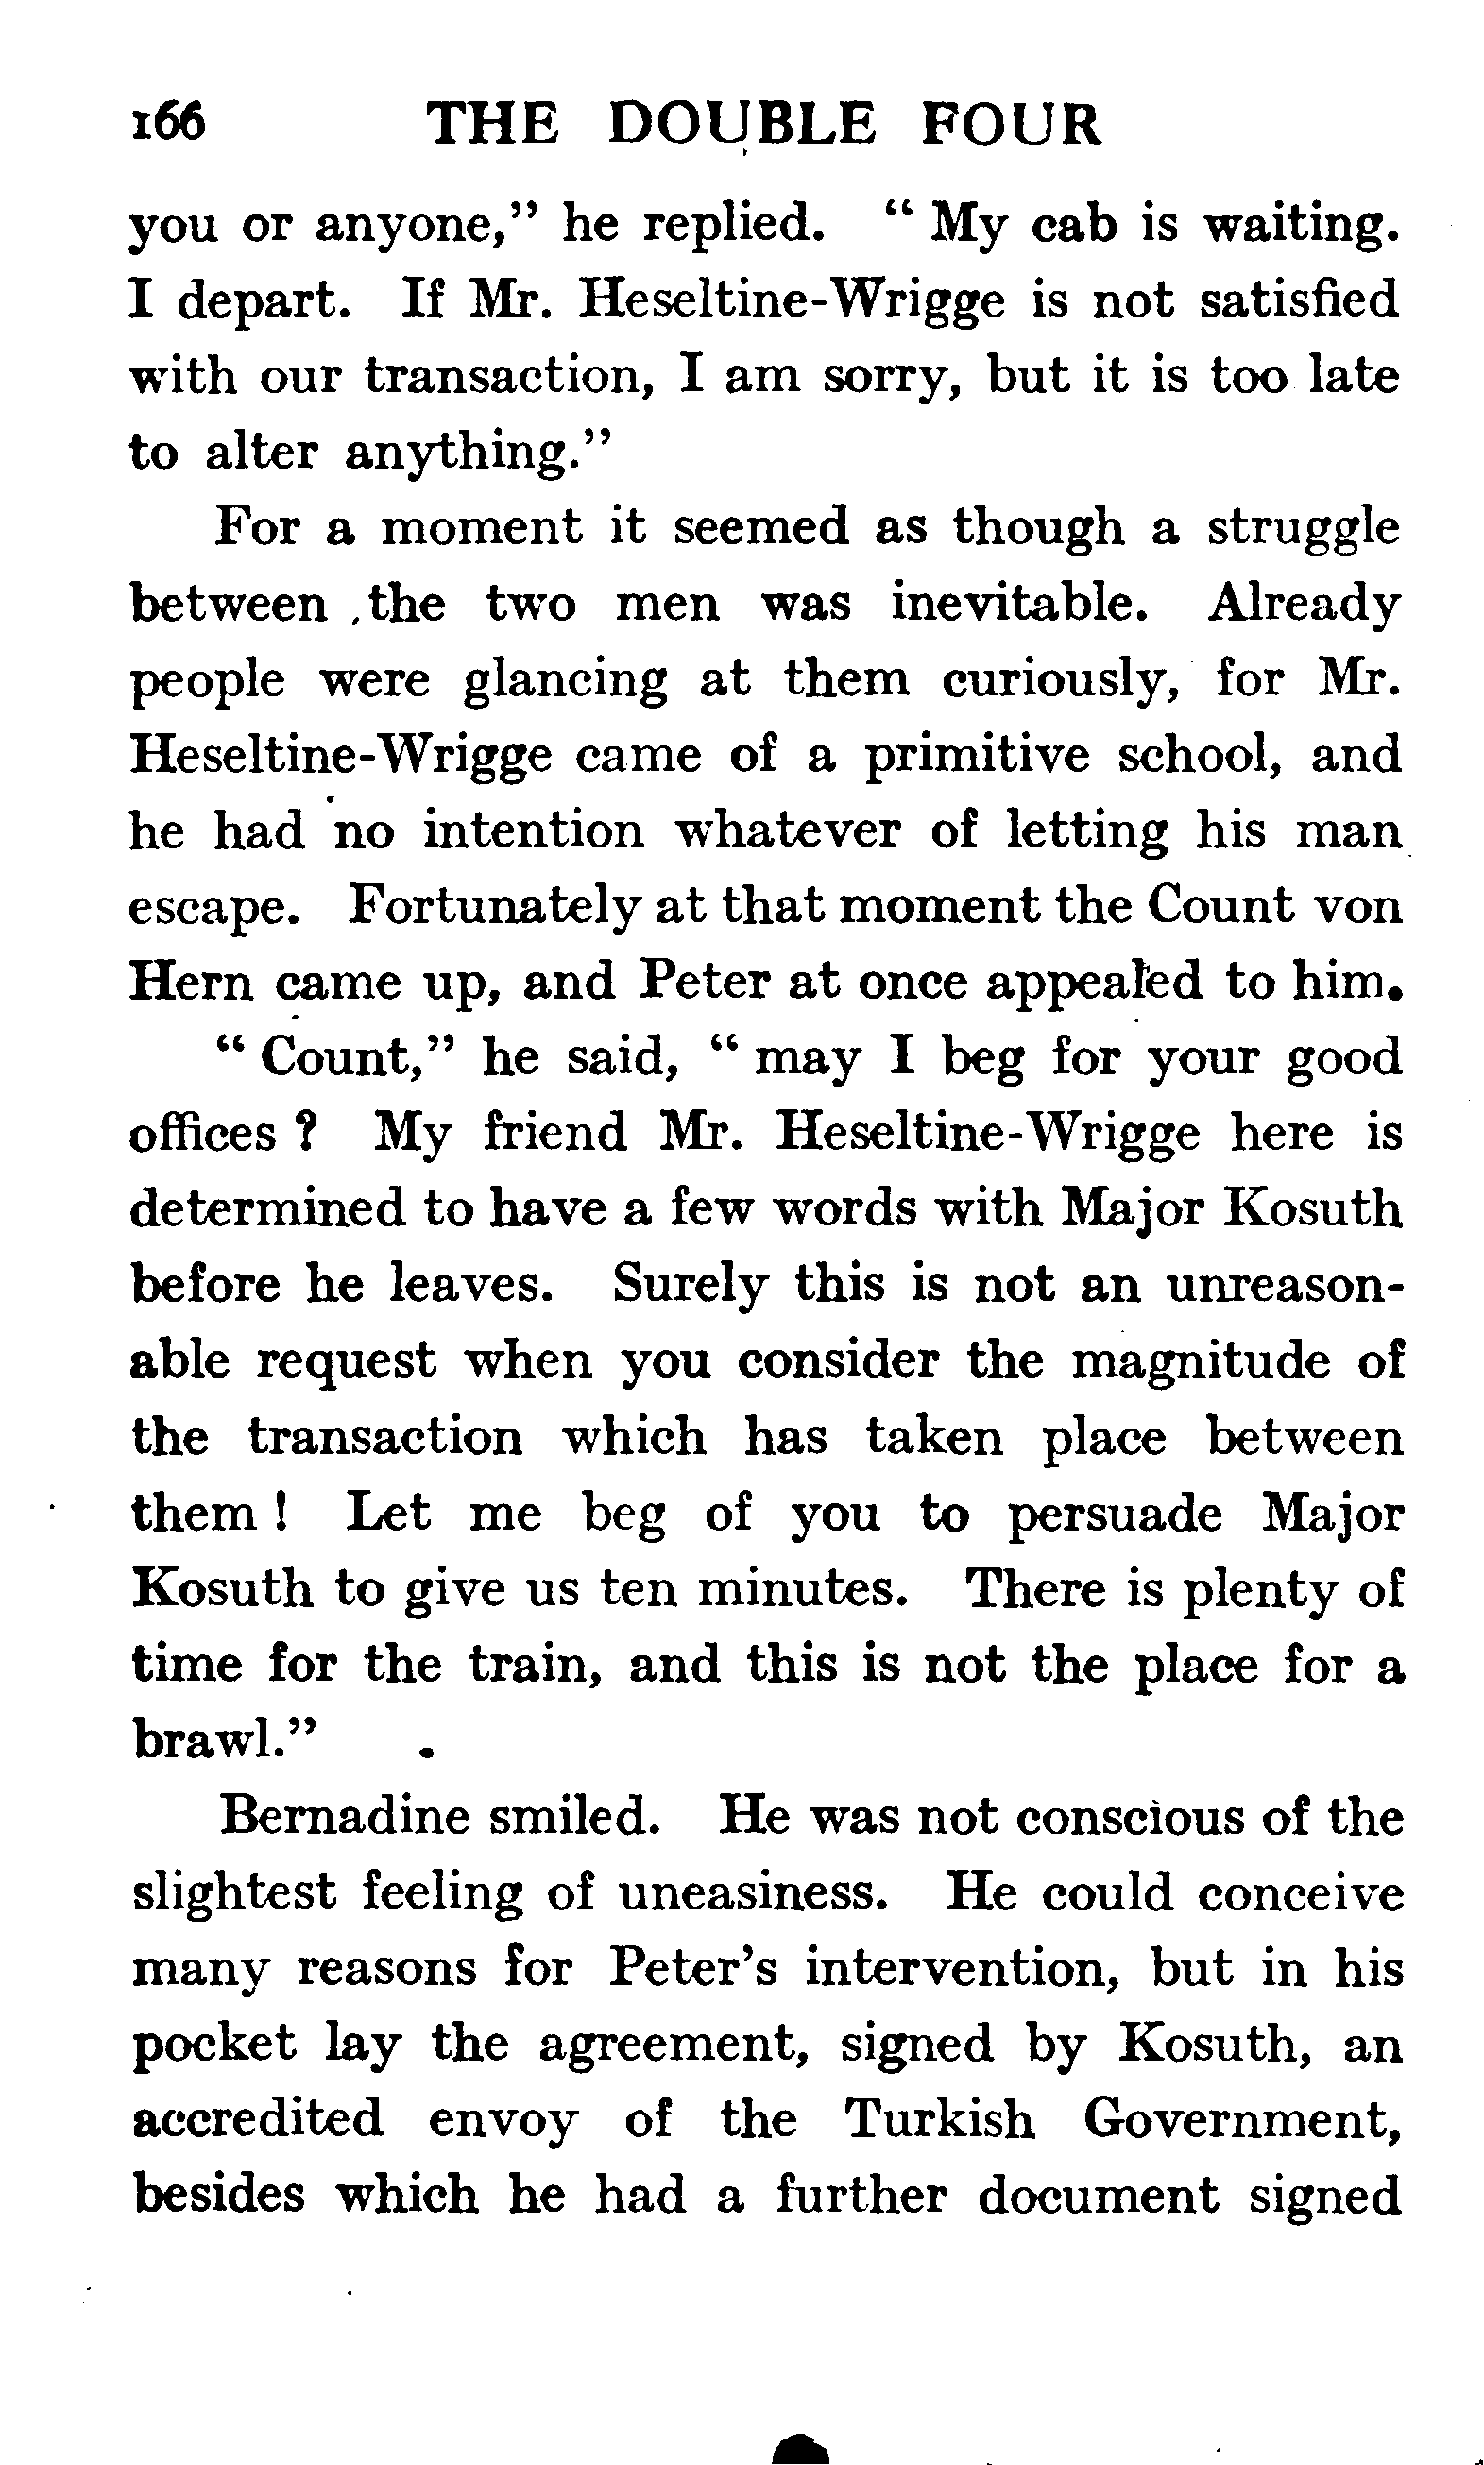 166 THE DOUBLE FOUR
you or anyone," he replied. "My cab is waiting.
I depart. If Mr. Heseltine-Wrigge is not satisfied
with our transaction, I am sorry, but it is too late
to alter anything."
For a moment it seemed as though a struggle
between the two men was inevitable. Already
people were glancing at them curiously, for Mr.
Heseltine-Wrigge came of a primitive school, and
he had no intention whatever of letting his man
escape. Fortunately at that moment the Count von
Hern came up, and Peter at once appealed to him.
"Count," he said, "may I beg for your good
offices? My friend Mr. Heseltine-Wrigge here is
determined to have a few words with Major Kosuth
before he leaves. Surely this is not an unreason-
able request when you consider the magnitude of
the transaction which has taken place between
them! Let me beg of you to persuade Major
Kosuth to give us ten minutes. There is plenty of
time for the train, and this is not the place for a
brawl."
Bernadine smiled. He was not conscious of the
slightest feeling of uneasiness. He could conceive
many reasons for Peter's intervention, but in his
pocket lay the agreement, signed by Kosuth, an
accredited envoy of the Turkish Government,
besides which he had a further document signed